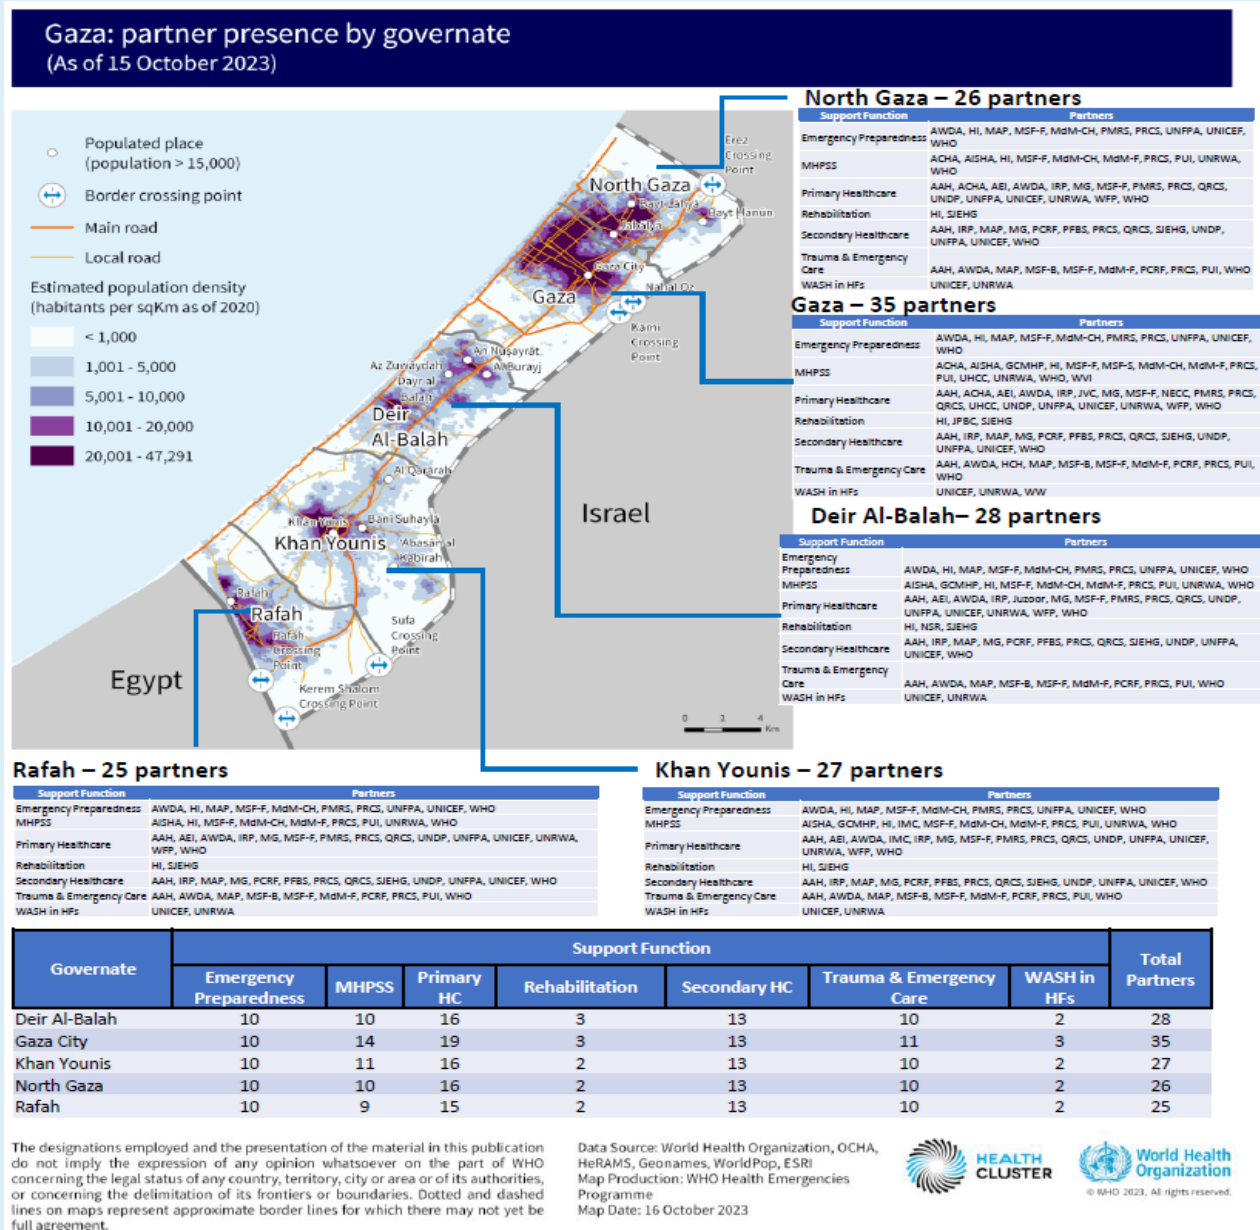 Gaza: partner presence by governate
(As of 15 October 2023)
Populated place
(population > 15,000)
Border crossing point
Main road
Local road
Estimated population density
(habitants per sqKm as of 2020)
< 1,000
1,001 - 5,000
5,001 - 10,000
10,001 - 20,000
20,001 - 47,291
Erez
Crossing
Point
North Gaza
Bayt Lahya
Bayt Hanun
Jabalya
Gaza City
Gaza
Nahal Oz
Karni
Crossing
Point
An Nusayrat
Az Zuwaydah
Al Burayj
Dayr al
Balah
Deir
Al-Balah
Al Qararah
Khan Yunis
Bani Suhayla
Khan Younis
'Abasan al
Kabirah
Rafah
Rafah
Rafah
Crossing
Point
Sufa
Crossing
Point
Kerem Shalom
Crossing Point
Israel
Egypt
0 2 4
Km
North Gaza – 26 partners
Support Function Partners
Emergency Preparedness AWDA, HI, MAP, MSF-F, MdM-CH, PMRS, PRCS, UNFPA, UNICEF,
WHO
MHPSS ACHA, AISHA, HI, MSF-F, MdM-CH, MdM-F, PRCS, PUI, UNRWA,
WHO
Primary Healthcare AAH, ACHA, AEI, AWDA, IRP, MG, MSF-F, PMRS, PRCS, QRCS,
UNDP, UNFPA, UNICEF, UNRWA, WFP, WHO
Rehabilitation HI, SJEHG
Secondary Healthcare AAH, IRP, MAP, MG, PCRF, PFBS, PRCS, QRCS, SJEHG, UNDP,
UNFPA, UNICEF, WHO
Trauma & Emergency
Care AAH, AWDA, MAP, MSF-B, MSF-F, MdM-F, PCRF, PRCS, PUI, WHO
WASH in HFs UNICEF, UNRWA
Gaza – 35 partners
Support Function Partners
Emergency Preparedness AWDA, HI, MAP, MSF-F, MdM-CH, PMRS, PRCS, UNFPA, UNICEF,
WHO
MHPSS ACHA, AISHA, GCMHP, HI, MSF-F, MSF-S, MdM-CH, MdM-F, PRCS,
PUI, UHCC, UNRWA, WHO, WVI
Primary Healthcare AAH, ACHA, AEI, AWDA, IRP, JVC, MG, MSF-F, NECC, PMRS, PRCS,
QRCS, UHCC, UNDP, UNFPA, UNICEF, UNRWA, WFP, WHO
Rehabilitation HI, JPBC, SJEHG
Secondary Healthcare AAH, IRP, MAP, MG, PCRF, PFBS, PRCS, QRCS, SJEHG, UNDP,
UNFPA, UNICEF, WHO
Trauma & Emergency Care AAH, AWDA, HCH, MAP, MSF-B, MSF-F, MdM-F, PCRF, PRCS, PUI,
WHO
WASH in HFs UNICEF, UNRWA, WW
Deir Al-Balah– 28 partners
Support Function Partners
Emergency
Preparedness AWDA, HI, MAP, MSF-F, MdM-CH, PMRS, PRCS, UNFPA, UNICEF, WHO
MHPSS AISHA, GCMHP, HI, MSF-F, MdM-CH, MdM-F, PRCS, PUI, UNRWA, WHO
Primary Healthcare AAH, AEI, AWDA, IRP, Juzoor, MG, MSF-F, PMRS, PRCS, QRCS, UNDP,
UNFPA, UNICEF, UNRWA, WFP, WHO
Rehabilitation HI, NSR, SJEHG
Secondary Healthcare AAH, IRP, MAP, MG, PCRF, PFBS, PRCS, QRCS, SJEHG, UNDP, UNFPA,
UNICEF, WHO
Trauma & Emergency
Care AAH, AWDA, MAP, MSF-B, MSF-F, MdM-F, PCRF, PRCS, PUI, WHO
WASH in HFs UNICEF, UNRWA
Rafah – 25 partners
Support Function Partners
Emergency Preparedness AWDA, HI, MAP, MSF-F, MdM-CH, PMRS, PRCS, UNFPA, UNICEF, WHO
MHPSS AISHA, HI, MSF-F, MdM-CH, MdM-F, PRCS, PUI, UNRWA, WHO
Primary Healthcare AAH, AEI, AWDA, IRP, MG, MSF-F, PMRS, PRCS, QRCS, UNDP, UNFPA, UNICEF, UNRWA,
WFP, WHO
Rehabilitation HI, SJEHG
Secondary Healthcare AAH, IRP, MAP, MG, PCRF, PFBS, PRCS, QRCS, SJEHG, UNDP, UNFPA, UNICEF, WHO
Trauma & Emergency Care AAH, AWDA, MAP, MSF-B, MSF-F, MdM-F, PCRF, PRCS, PUI, WHO
WASH in HFs UNICEF, UNRWA
Khan Younis – 27 partners
Support Function Partners
Emergency Preparedness AWDA, HI, MAP, MSF-F, MdM-CH, PMRS, PRCS, UNFPA, UNICEF, WHO
MHPSS AISHA, GCMHP, HI, IMC, MSF-F, MdM-CH, MdM-F, PRCS, PUI, UNRWA, WHO
Primary Healthcare AAH, AEI, AWDA, IMC, IRP, MG, MSF-F, PMRS, PRCS, QRCS, UNDP, UNFPA, UNICEF,
UNRWA, WFP, WHO
Rehabilitation HI, SJEHG
Secondary Healthcare AAH, IRP, MAP, MG, PCRF, PFBS, PRCS, QRCS, SJEHG, UNDP, UNFPA, UNICEF, WHO
Trauma & Emergency Care AAH, AWDA, MAP, MSF-B, MSF-F, MdM-F, PCRF, PRCS, PUI, WHO
WASH in HFs UNICEF, UNRWA
Governate Support Function Total Partners
Emergency Preparedness MHPSS Primary HC Rehabilitation Secondary HC Trauma & Emergency Care WASH in HFs
Deir Al-Balah 10 10 16 3 13 10 2 28
Gaza City 10 14 19 3 13 11 3 35
Khan Younis 10 11 16 2 13 10 2 27
North Gaza 10 10 16 2 13 10 2 26
Rafah 10 9 15 2 13 10 2 25
The designations employed and the presentation of the material in this publication
do not imply the expression of any opinion whatsoever on the part of WHO
concerning the legal status of any country, territory, city or area or of its authorities,
or concerning the delimitation of its frontiers or boundaries. Dotted and dashed
lines on maps represent approximate border lines for which there may not yet be
full agreement.
Data Source: World Health Organization, OCHA,
HeRAMS, Geonames, WorldPop, ESRI
Map Production: WHO Health Emergencies
Programme
Map Date: 16 October 2023
HEALTH
CLUSTER
World Health
Organization
© WHO 2023, All rights reserved.